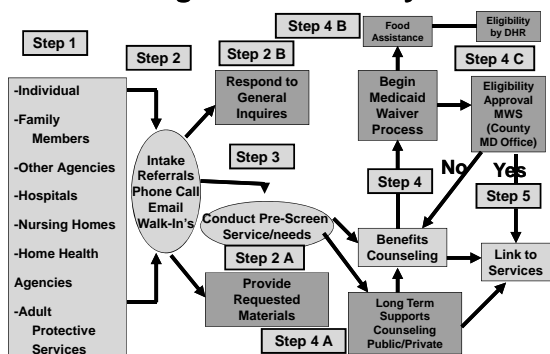 Step 1
-Individual
-Family
Members
-Other Agencies
-Hospitals
-Nursing Homes
-Home Health
Agencies
-Adult
Protective
Services
Step 2
Intake
Referrals
Phone Call
Email
Walk-In's
Step 2 B
Respond to
General
Inquires
Step 3
Conduct Pre-Screen
Service/needs
Step 2 A
Provide
Requested
Materials
Step 4 A
Long Term
Supports
Counseling
Public/Private
Step 4
Benefits
Counseling
Step 4 B
Food
Assistance
Eligibility
by DHR
Begin
Medicaid
Waiver
Process
Step 4 C
Eligibility
Approval
MWS
(County
MD Office)
No
Yes
Step 5
Link to
Services